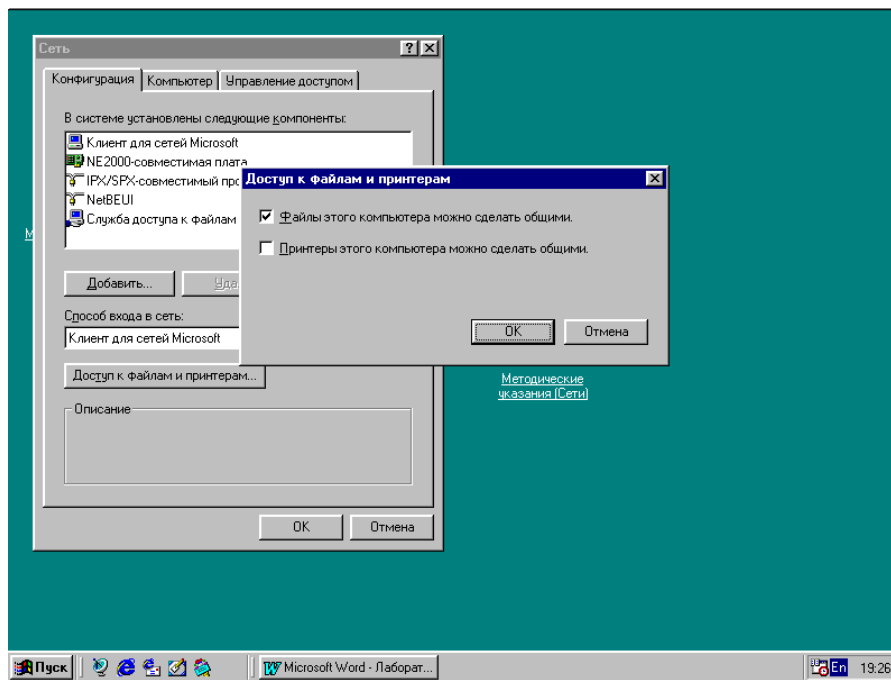 Сеть
Конфигурация Компьютер Управление доступом
В системе установлены следующие компоненты:
Клиент для сетей Microsoft
NE2000-совместимая плата
IPX/SPX-совместимый про
NetBEUI
Служба доступа к файлам
Доступ к файлам и принтерам
Файлы этого компьютера можно сделать общими.
Принтеры этого компьютера можно сделать общими.
OK Отмена
Добавить... Уда
Способ входа в сеть:
Клиент для сетей Microsoft
Доступ к файлам и принтерам...
Описание
OK Отмена
Методические
указания (Сети)
Пуск
Microsoft Word - Лаборат...
En 19:26